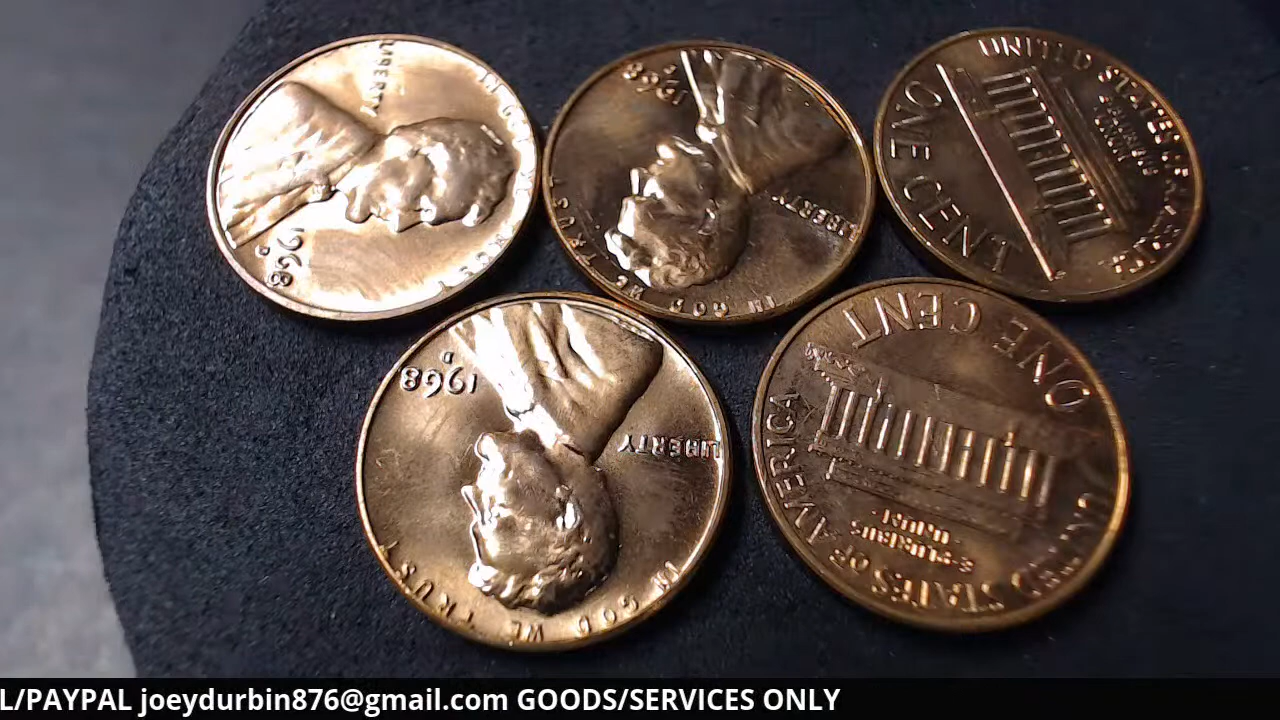 LIBERTY
IN GOD WE TRUST
1968
D
1968
LIBERTY
IN GOD WE TRUST
UNITED STATES OF AMERICA
E PLURIBUS
UNUM
ONE CENT
1968
D
LIBERTY
IN GOD WE TRUST
ONE CENT
UNITED STATES OF AMERICA
E·PLURIBUS
·UNUM·
L/PAYPAL joeydurbin876@gmail.com GOODS/SERVICES ONLY